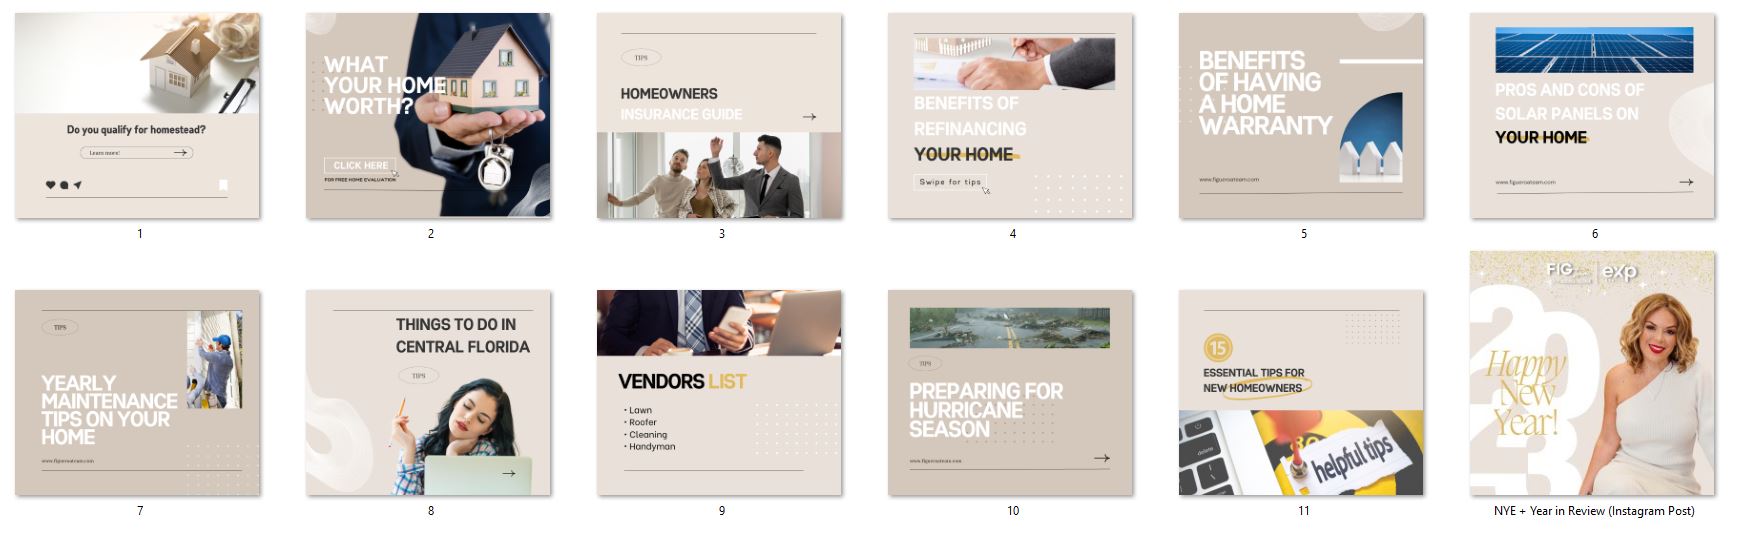 Do you qualify for homestead?
Learn more!
1
WHAT
YOUR HOME
WORTH?
CLICK HERE
FOR FREE HOME EVALUATION
2
TIPS
HOMEOWNERS
INSURANCE GUIDE
3
BENEFITS OF
REFINANCING
YOUR HOME
Swipe for tips
4
BENEFITS
OF HAVING
A HOME
WARRANTY
www.figueroateam.com
5
PROS AND CONS OF
SOLAR PANELS ON
YOUR HOME
www.figueroateam.com
6
TIPS
YEARLY
MAINTENANCE
TIPS ON YOUR
HOME
www.figueroateam.com
7
THINGS TO DO IN
CENTRAL FLORIDA
TIPS
8
VENDORS LIST
• Lawn
• Roofer
• Cleaning
• Handyman
9
TIPS
PREPARING FOR
HURRICANE
SEASON
www.figueroateam.com
10
15
ESSENTIAL TIPS FOR
NEW HOMEOWNERS
delete
helpful tips
11
FIG
exp
2023
Happy
New
Year!
NYE + Year in Review (Instagram Post)